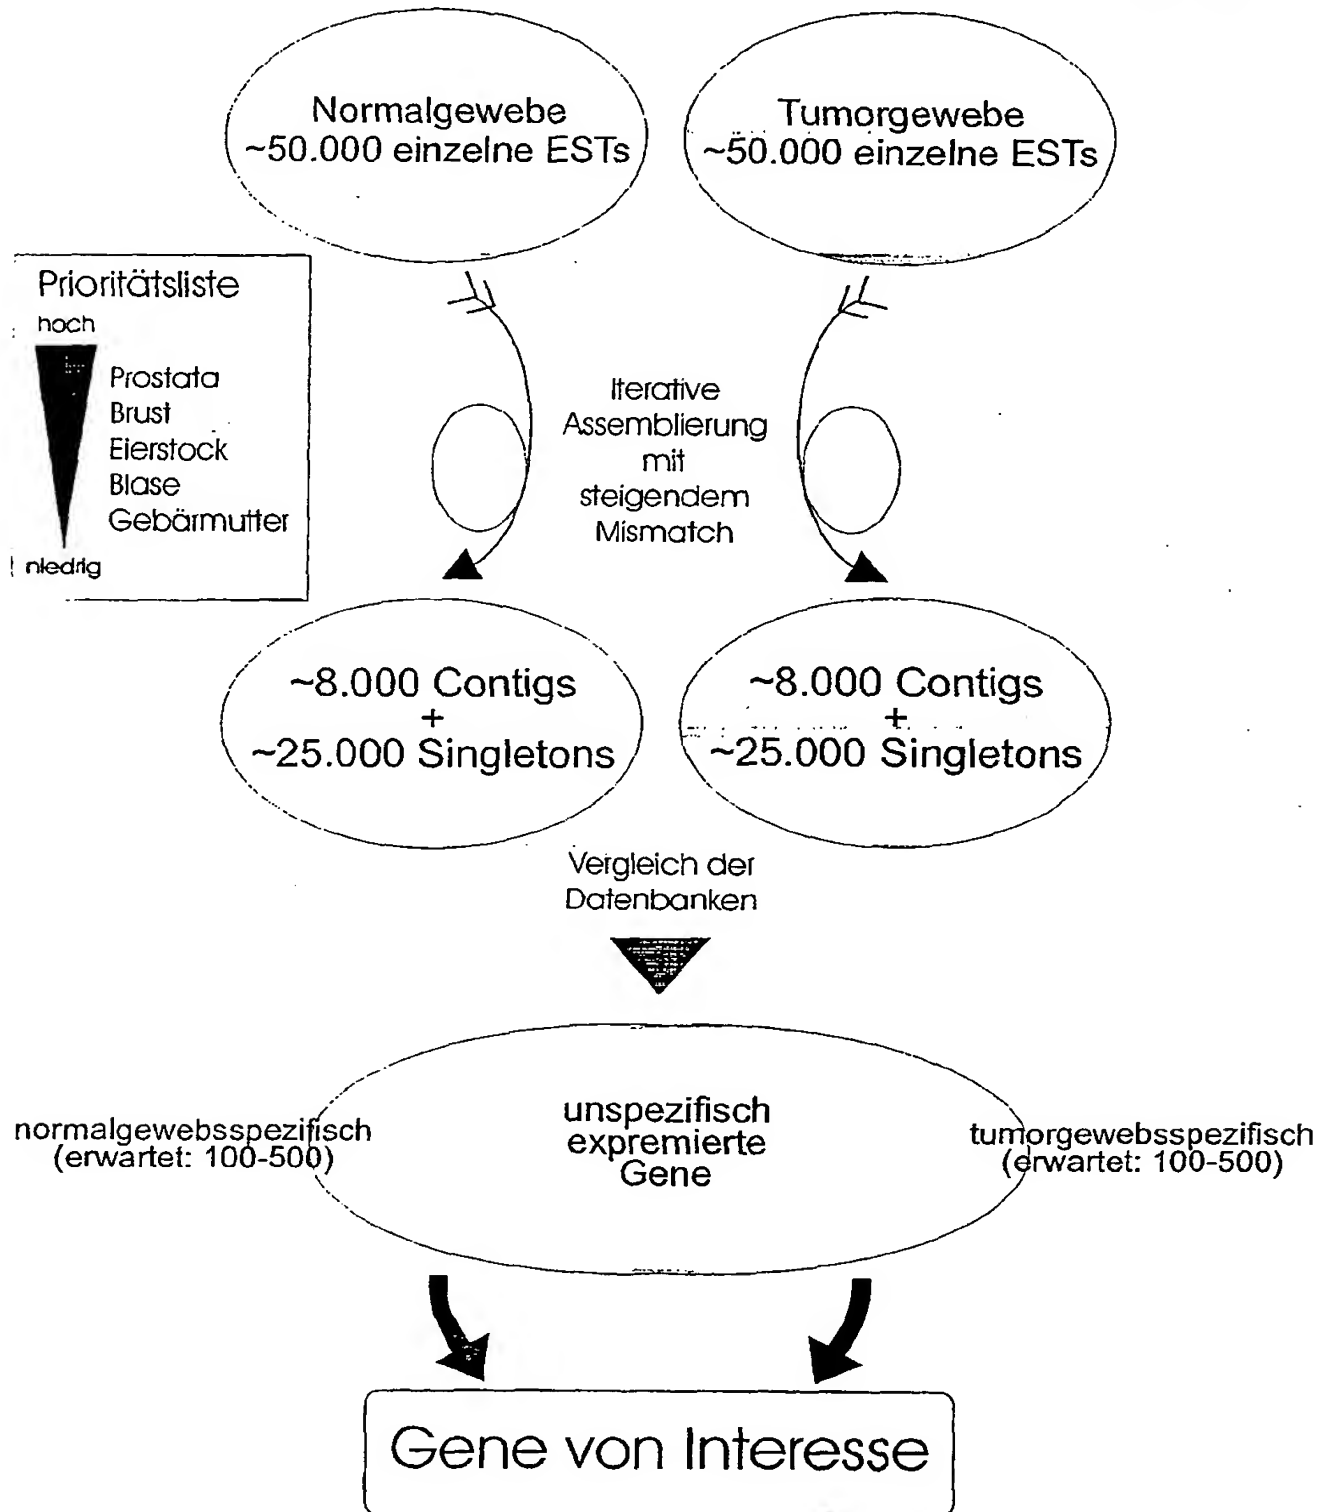 Normalgewebe
~50.000 einzelne ESTs
Tumorgewebe
~50.000 einzelne ESTs
Prioritätsliste
hoch
Prostata
Brust
Eierstock
Blase
Gebärmutter
niedrig
Iterative
Assemblierung
mit
steigendem
Mismatch
~8.000 Contigs
+
~25.000 Singletons
~8.000 Contigs
+
~25.000 Singletons
Vergleich der
Datenbanken
normalgewebsspezifisch
(erwartet: 100-500)
unspezifisch
expremierte
Gene
tumorgewebsspezifisch
(erwartet: 100-500)
Gene von Interesse